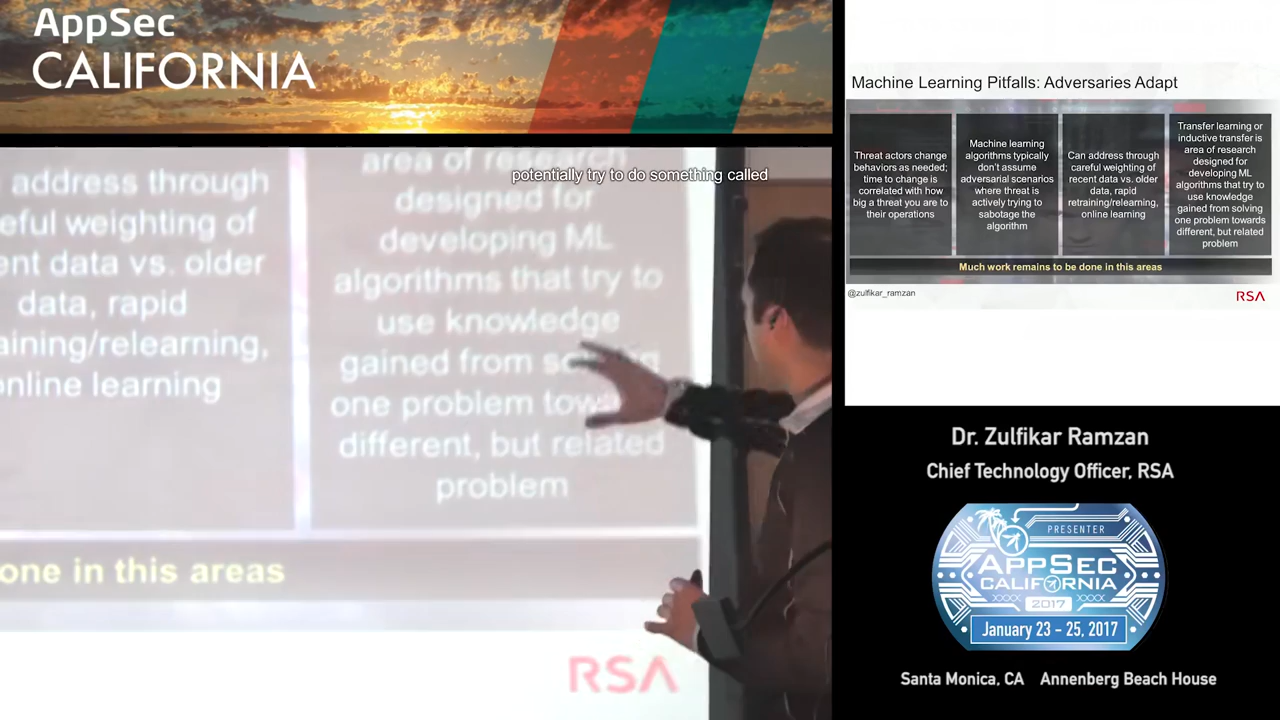 AppSec
CALIFORNIA
address through
eful weighting of
ent data vs. older
data, rapid
aining/relearning,
online learning
area of research
designed for
developing ML
algorithms that try to
use knowledge
gained from
one problem
different, but related
problem
one in this areas
RSA
potentially try to do something called
Machine Learning Pitfalls: Adversaries Adapt
Threat actors change
behaviors as needed;
time to change is
correlated with how
big a threat you are to
their operations
Machine learning
algorithms typically
don't assume
adversarial scenarios
where threat is
actively trying to
sabotage the
algorithm
Can address through
careful weighting of
recent data vs. older
data, rapid
retraining/relearning,
online learning
Transfer learning or
inductive transfer is
area of research
designed for
developing ML
algorithms that try to
use knowledge
gained from solving
one problem towards
different, but related
problem
Much work remains to be done in this areas
@zulfikar_ramzan
RSA
Dr. Zulfikar Ramzan
Chief Technology Officer, RSA
PRESENTER
APPSEC
CALIFORNIA
2017
January 23 - 25, 2017
Santa Monica, CA Annenberg Beach House